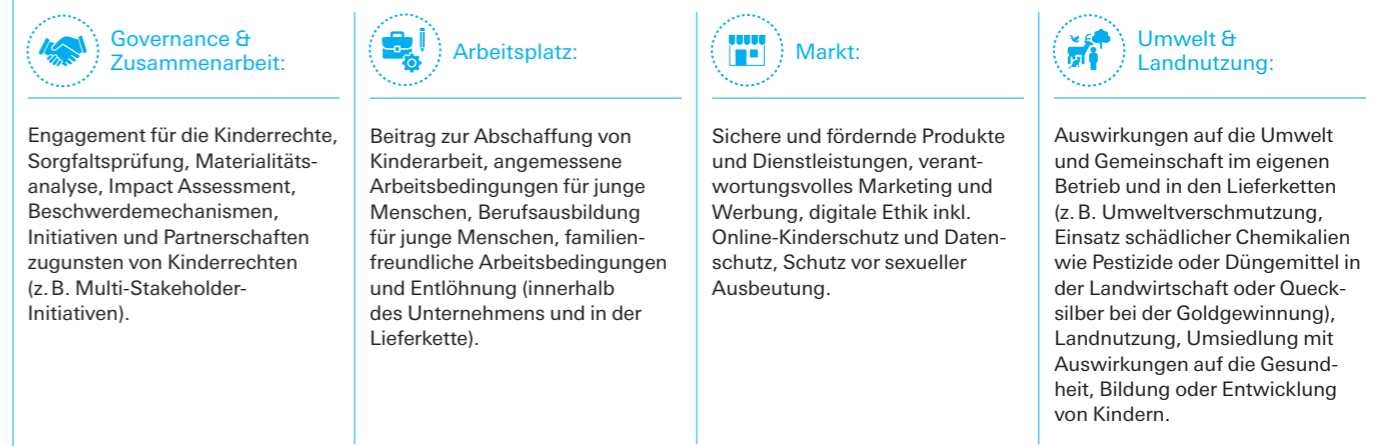 Governance &
Zusammenarbeit:
Engagement für die Kinderrechte,
Sorgfaltsprüfung, Materialitäts-
analyse, Impact Assessment,
Beschwerdemechanismen,
Initiativen und Partnerschaften
zugunsten von Kinderrechten
(z. B. Multi-Stakeholder-
Initiativen).
Arbeitsplatz:
Beitrag zur Abschaffung von
Kinderarbeit, angemessene
Arbeitsbedingungen für junge
Menschen, Berufsausbildung
für junge Menschen, familien-
freundliche Arbeitsbedingungen
und Entlöhnung (innerhalb
des Unternehmens und in der
Lieferkette).
Markt:
Sichere und fördernde Produkte
und Dienstleistungen, verant-
wortungsvolles Marketing und
Werbung, digitale Ethik inkl.
Online-Kinderschutz und Daten-
schutz, Schutz vor sexueller
Ausbeutung.
Umwelt &
Landnutzung:
Auswirkungen auf die Umwelt
und Gemeinschaft im eigenen
Betrieb und in den Lieferketten
(z. B. Umweltverschmutzung,
Einsatz schädlicher Chemikalien
wie Pestizide oder Düngemittel in
der Landwirtschaft oder Queck-
silber bei der Goldgewinnung),
Landnutzung, Umsiedlung mit
Auswirkungen auf die Gesund-
heit, Bildung oder Entwicklung
von Kindern.